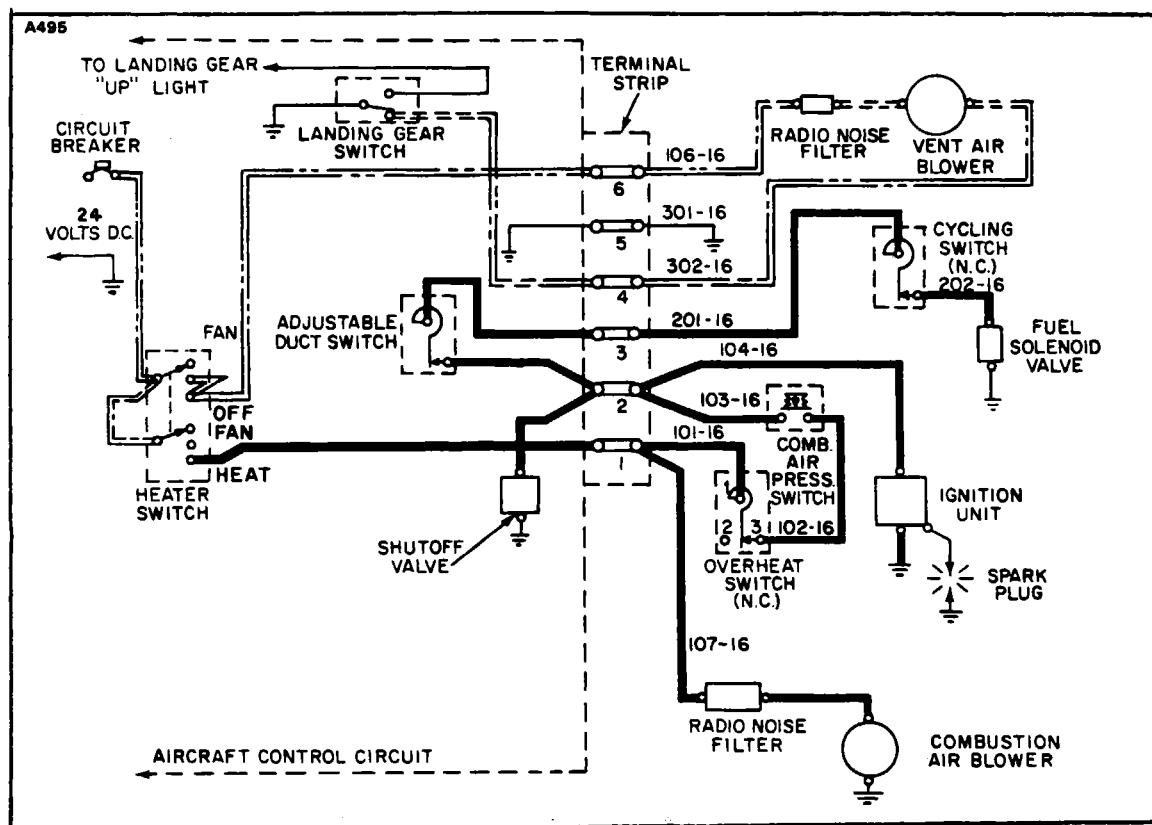 A495
TO LANDING GEAR
"UP" LIGHT
LANDING GEAR
SWITCH
CIRCUIT
BREAKER
24
VOLTS D.C.
TERMINAL
STRIP
106-16
6
301-16
5
302-16
4
201-16
3
104-16
2
103-16
101-16
1
RADIO NOISE
FILTER
VENT AIR
BLOWER
CYCLING
SWITCH
(N.C.)
202-16
FUEL
SOLENOID
VALVE
ADJUSTABLE
DUCT SWITCH
FAN
OFF
FAN
HEAT
HEATER
SWITCH
SHUTOFF
VALVE
COMB.
AIR
PRESS.
SWITCH
2
3
102-16
OVERHEAT
SWITCH
(N.C.)
IGNITION
UNIT
SPARK
PLUG
107-16
RADIO NOISE
FILTER
COMBUSTION
AIR BLOWER
AIRCRAFT CONTROL CIRCUIT